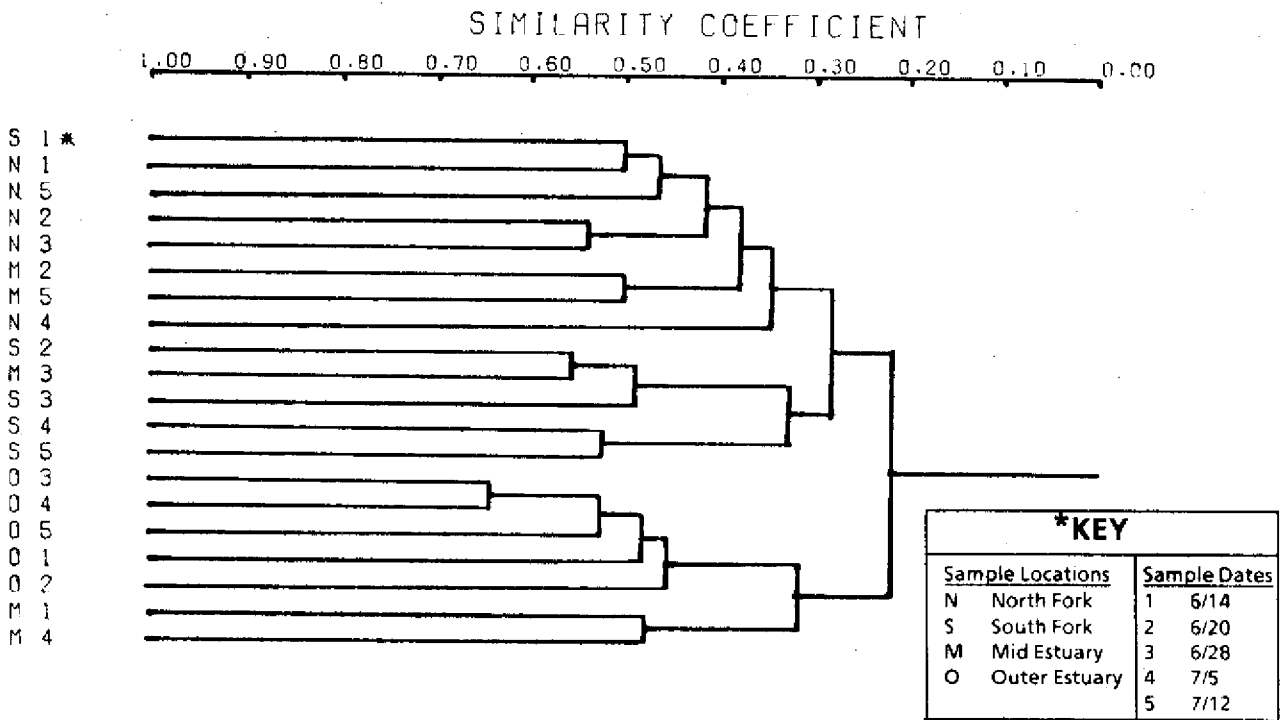 SIMILARITY COEFFICIENT
1.00 0.90 0.80 0.70 0.60 0.50 0.40 0.30 0.20 0.10 0.00
S 1 *
N 1
N 5
N 2
N 3
M 2
M 5
N 4
S 2
M 3
S 3
S 4
S 5
O 3
O 4
O 5
O 1
O 2
M 1
M 4
*KEY
Sample Locations Sample Dates
N North Fork 1 6/14
S South Fork 2 6/20
M Mid Estuary 3 6/28
O Outer Estuary 4 7/5
5 7/12